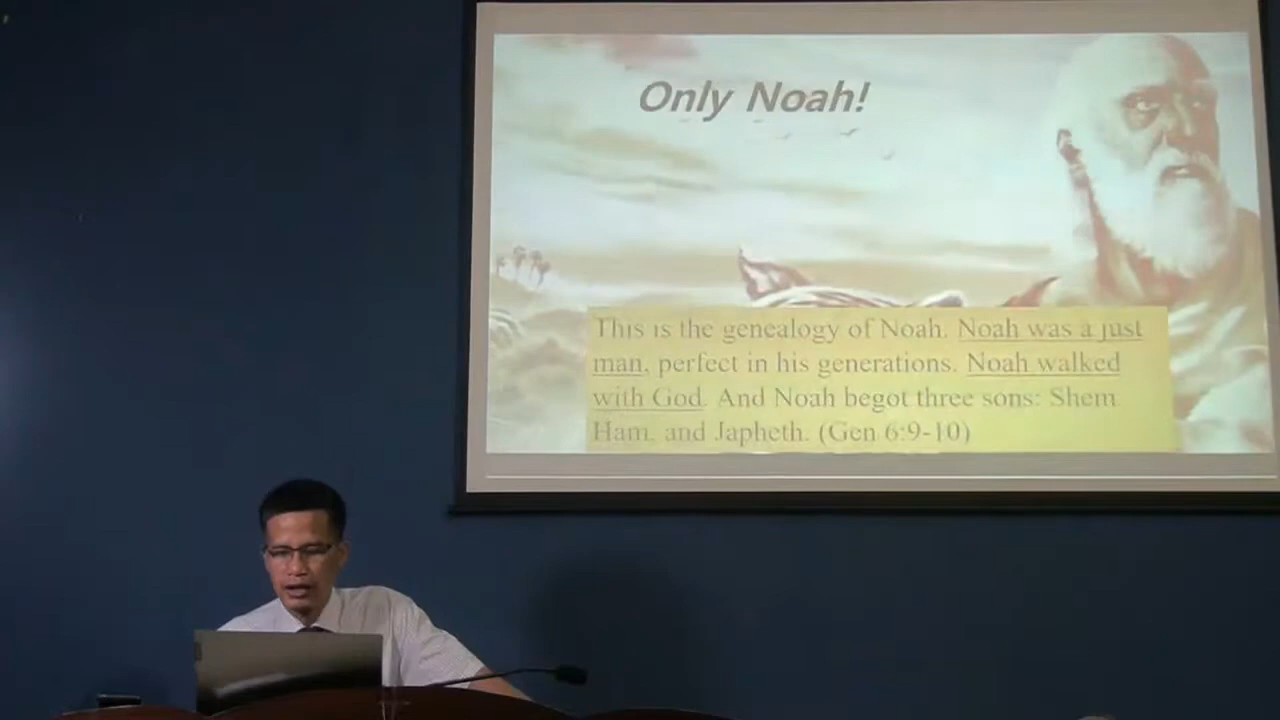 Only Noah!
This is the genealogy of Noah. Noah was a just
man, perfect in his generations. Noah walked
with God. And Noah begot three sons: Shem
Ham, and Japheth. (Gen 6:9-10)